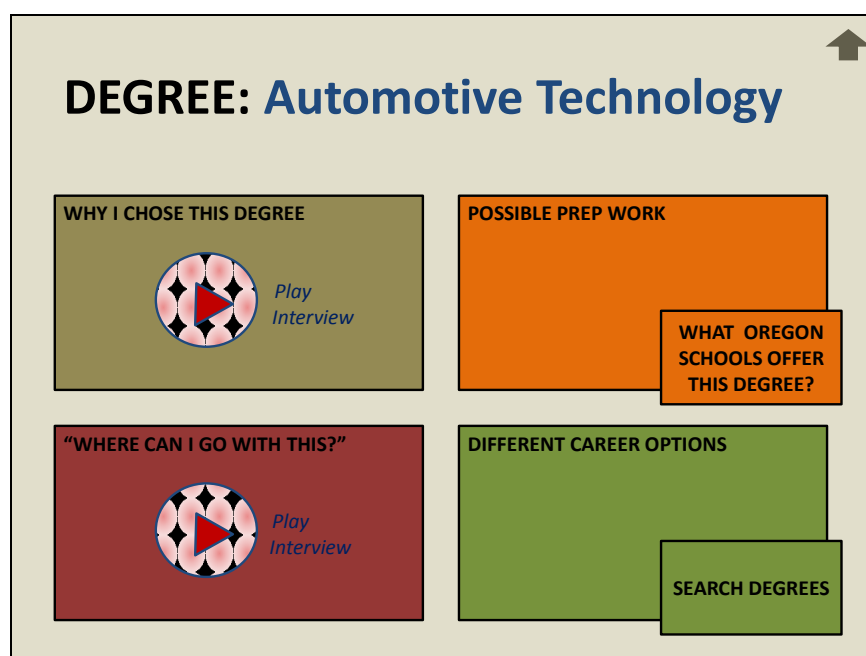 DEGREE: Automotive Technology
WHY I CHOSE THIS DEGREE
Play
Interview
POSSIBLE PREP WORK
WHAT OREGON
SCHOOLS OFFER
THIS DEGREE?
“WHERE CAN I GO WITH THIS?”
Play
Interview
DIFFERENT CAREER OPTIONS
SEARCH DEGREES